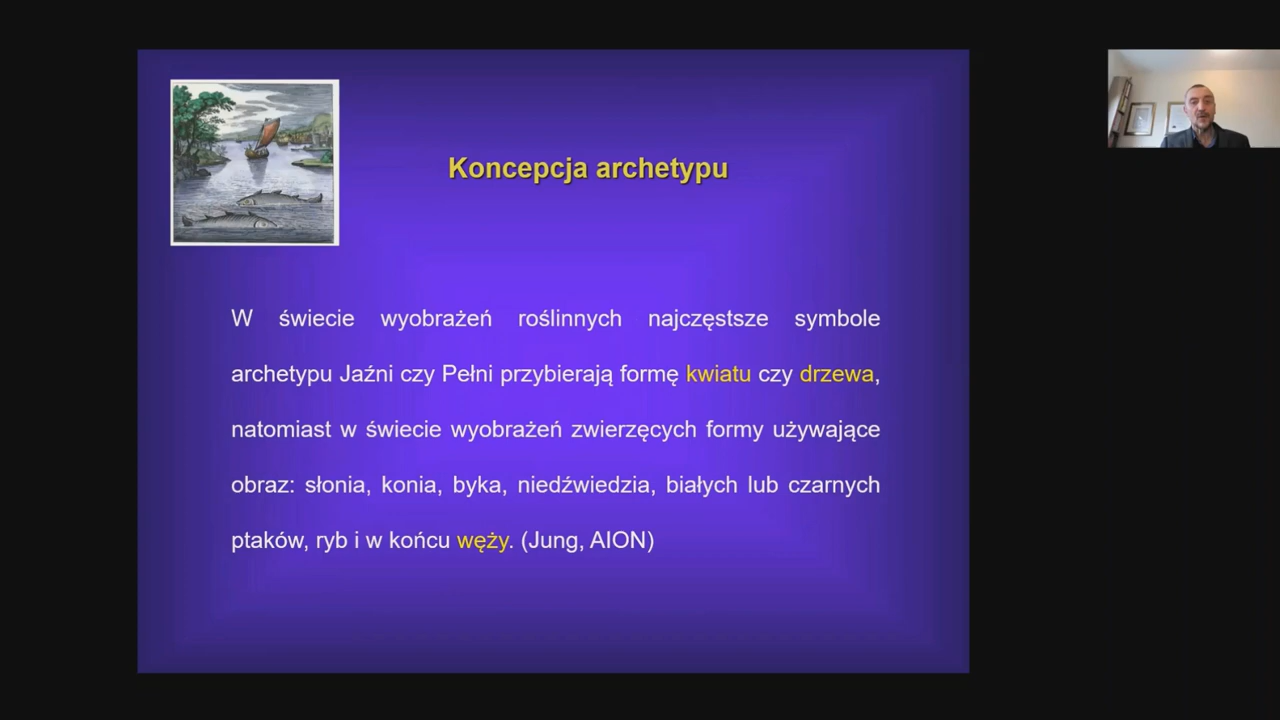 Koncepcja archetypu
W świecie wyobrażeń roślinnych najczęstsze symbole
archetypu Jaźni czy Pełni przybierają formę kwiatu czy drzewa,
natomiast w świecie wyobrażeń zwierzęcych formy używające
obraz: słonia, konia, byka, niedźwiedzia, białych lub czarnych
ptaków, ryb i w końcu węży. (Jung, AION)